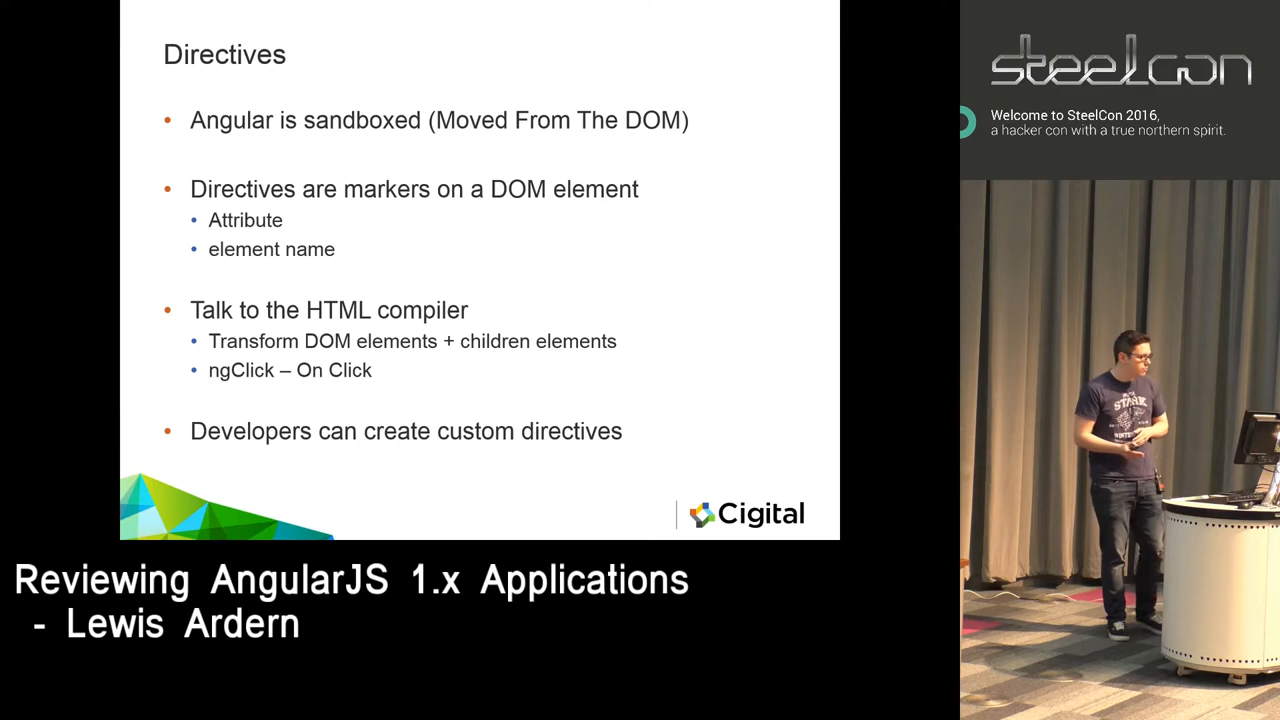 Directives
• Angular is sandboxed (Moved From The DOM)
• Directives are markers on a DOM element
• Attribute
• element name
• Talk to the HTML compiler
• Transform DOM elements + children elements
• ngClick – On Click
• Developers can create custom directives
Cigital
Reviewing AngularJS 1.x Applications
- Lewis Ardern
steelcon
Welcome to SteelCon 2016,
a hacker con with a true northern spirit.
STARK
WINTER